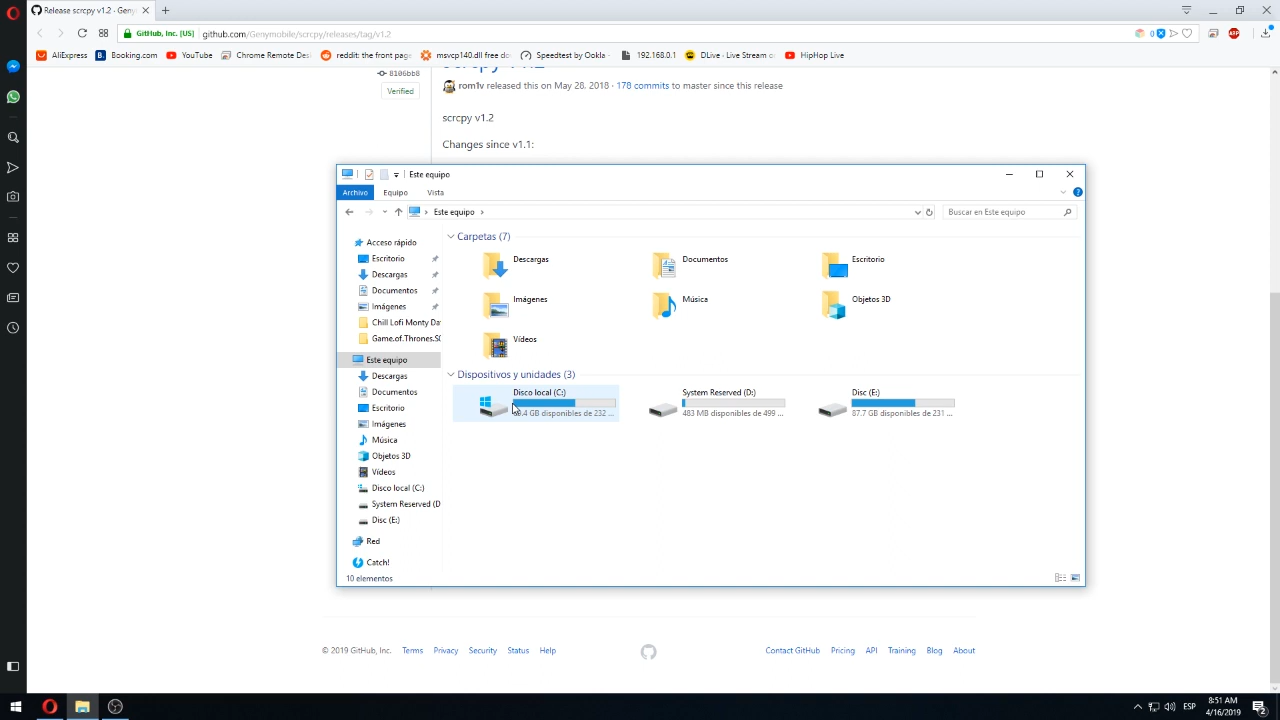 Release scrcpy v1.2 · Geny
GitHub, Inc. [US]
github.com/Genymobile/scrcpy/releases/tag/v1.2
0
ABP
AliExpress
Booking.com
YouTube
Chrome Remote Des
reddit: the front page
msvcp140.dll free do
Speedtest by Ookla -
192.168.0.1
DLive · Live Stream o
HipHop Live
8106bb8
Verified
rom1v released this on May 28, 2018 · 178 commits to master since this release
scrcpy v1.2
Changes since v1.1:
Este equipo
Archivo
Equipo
Vista
Este equipo
Buscar en Este equipo
Acceso rápido
Escritorio
Descargas
Documentos
Imágenes
Chill Lofi Monty Da
Game.of.Thrones.S0
Este equipo
Descargas
Documentos
Escritorio
Imágenes
Música
Objetos 3D
Vídeos
Disco local (C:)
System Reserved (D
Disc (E:)
Red
Catch!
Carpetas (7)
Descargas
Documentos
Escritorio
Imágenes
Música
Objetos 3D
Vídeos
Dispositivos y unidades (3)
Disco local (C:)
.4 GB disponibles de 232 ...
System Reserved (D:)
483 MB disponibles de 499 ...
Disc (E:)
87.7 GB disponibles de 231 ...
10 elementos
© 2019 GitHub, Inc.
Terms
Privacy
Security
Status
Help
Contact GitHub
Pricing
API
Training
Blog
About
ESP
8:51 AM
4/16/2019
2